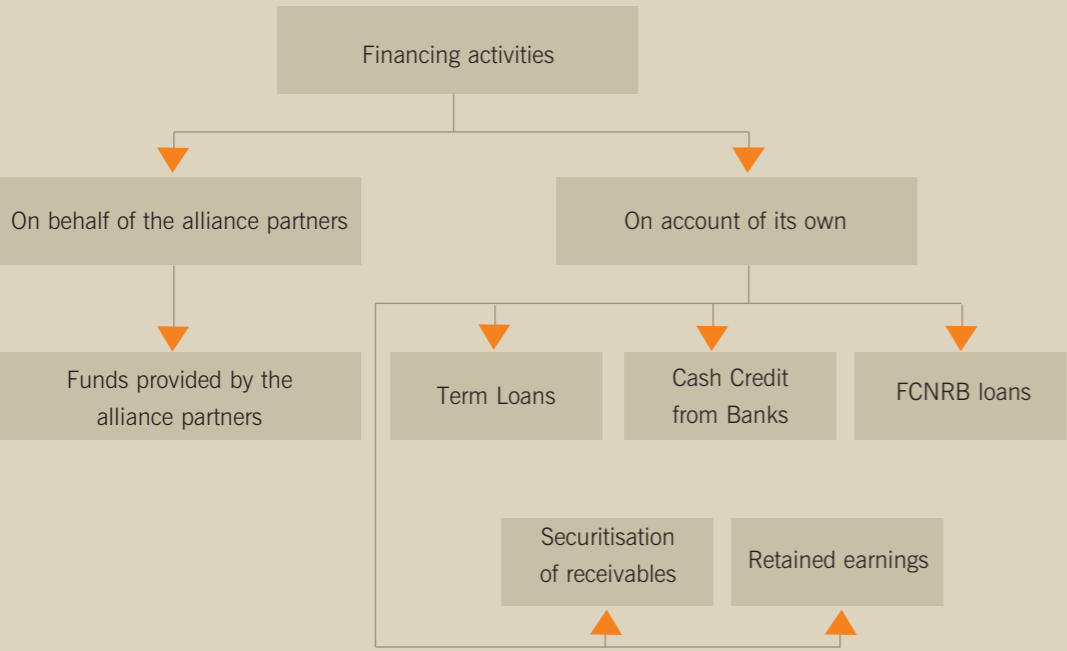 Financing activities
On behalf of the alliance partners
On account of its own
Funds provided by the
alliance partners
Term Loans
Cash Credit
from Banks
FCNRB loans
Securitisation
of receivables
Retained earnings